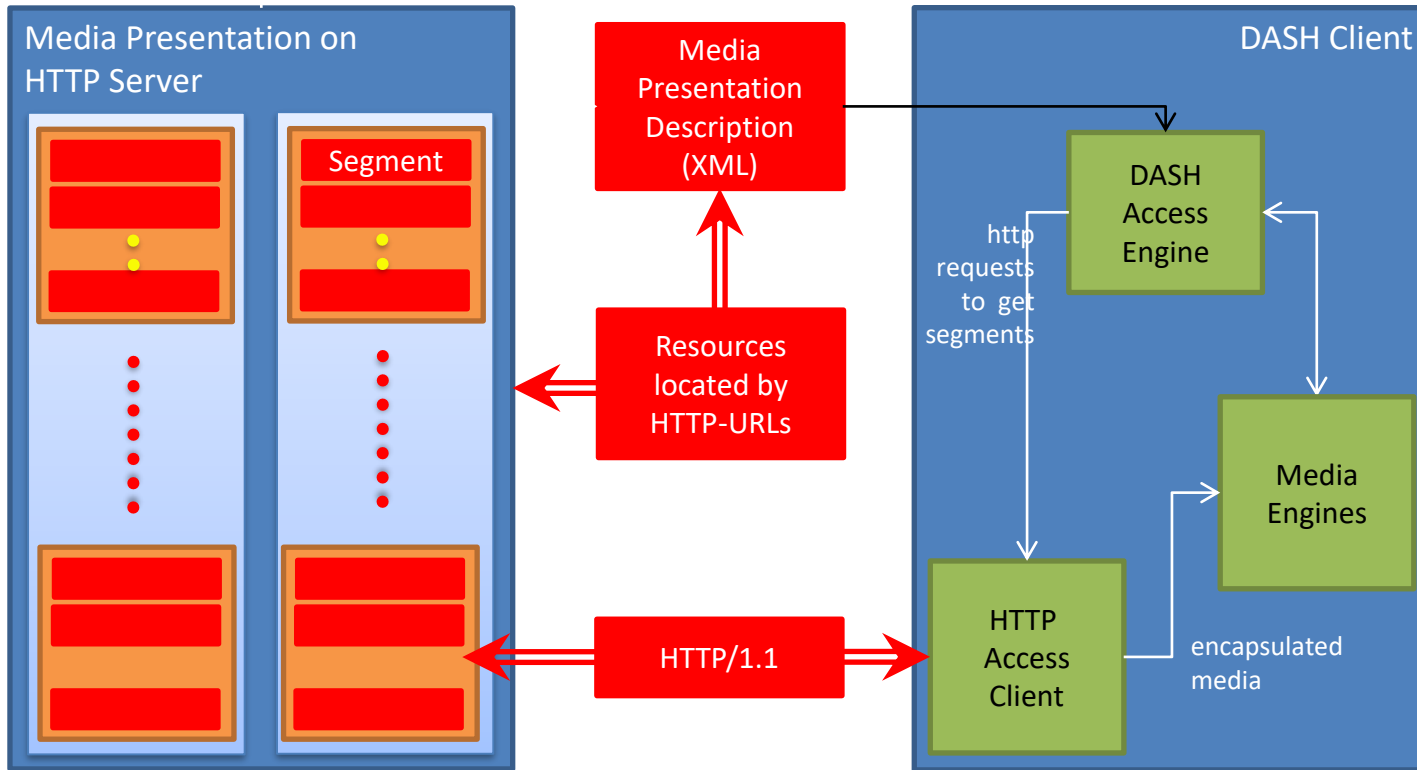 Media Presentation on
HTTP Server
Segment
Media
Presentation
Description
(XML)
Resources
located by
HTTP-URLs
HTTP/1.1
DASH Client
DASH
Access
Engine
http
requests
to get
segments
Media
Engines
HTTP
Access
Client
encapsulated
media